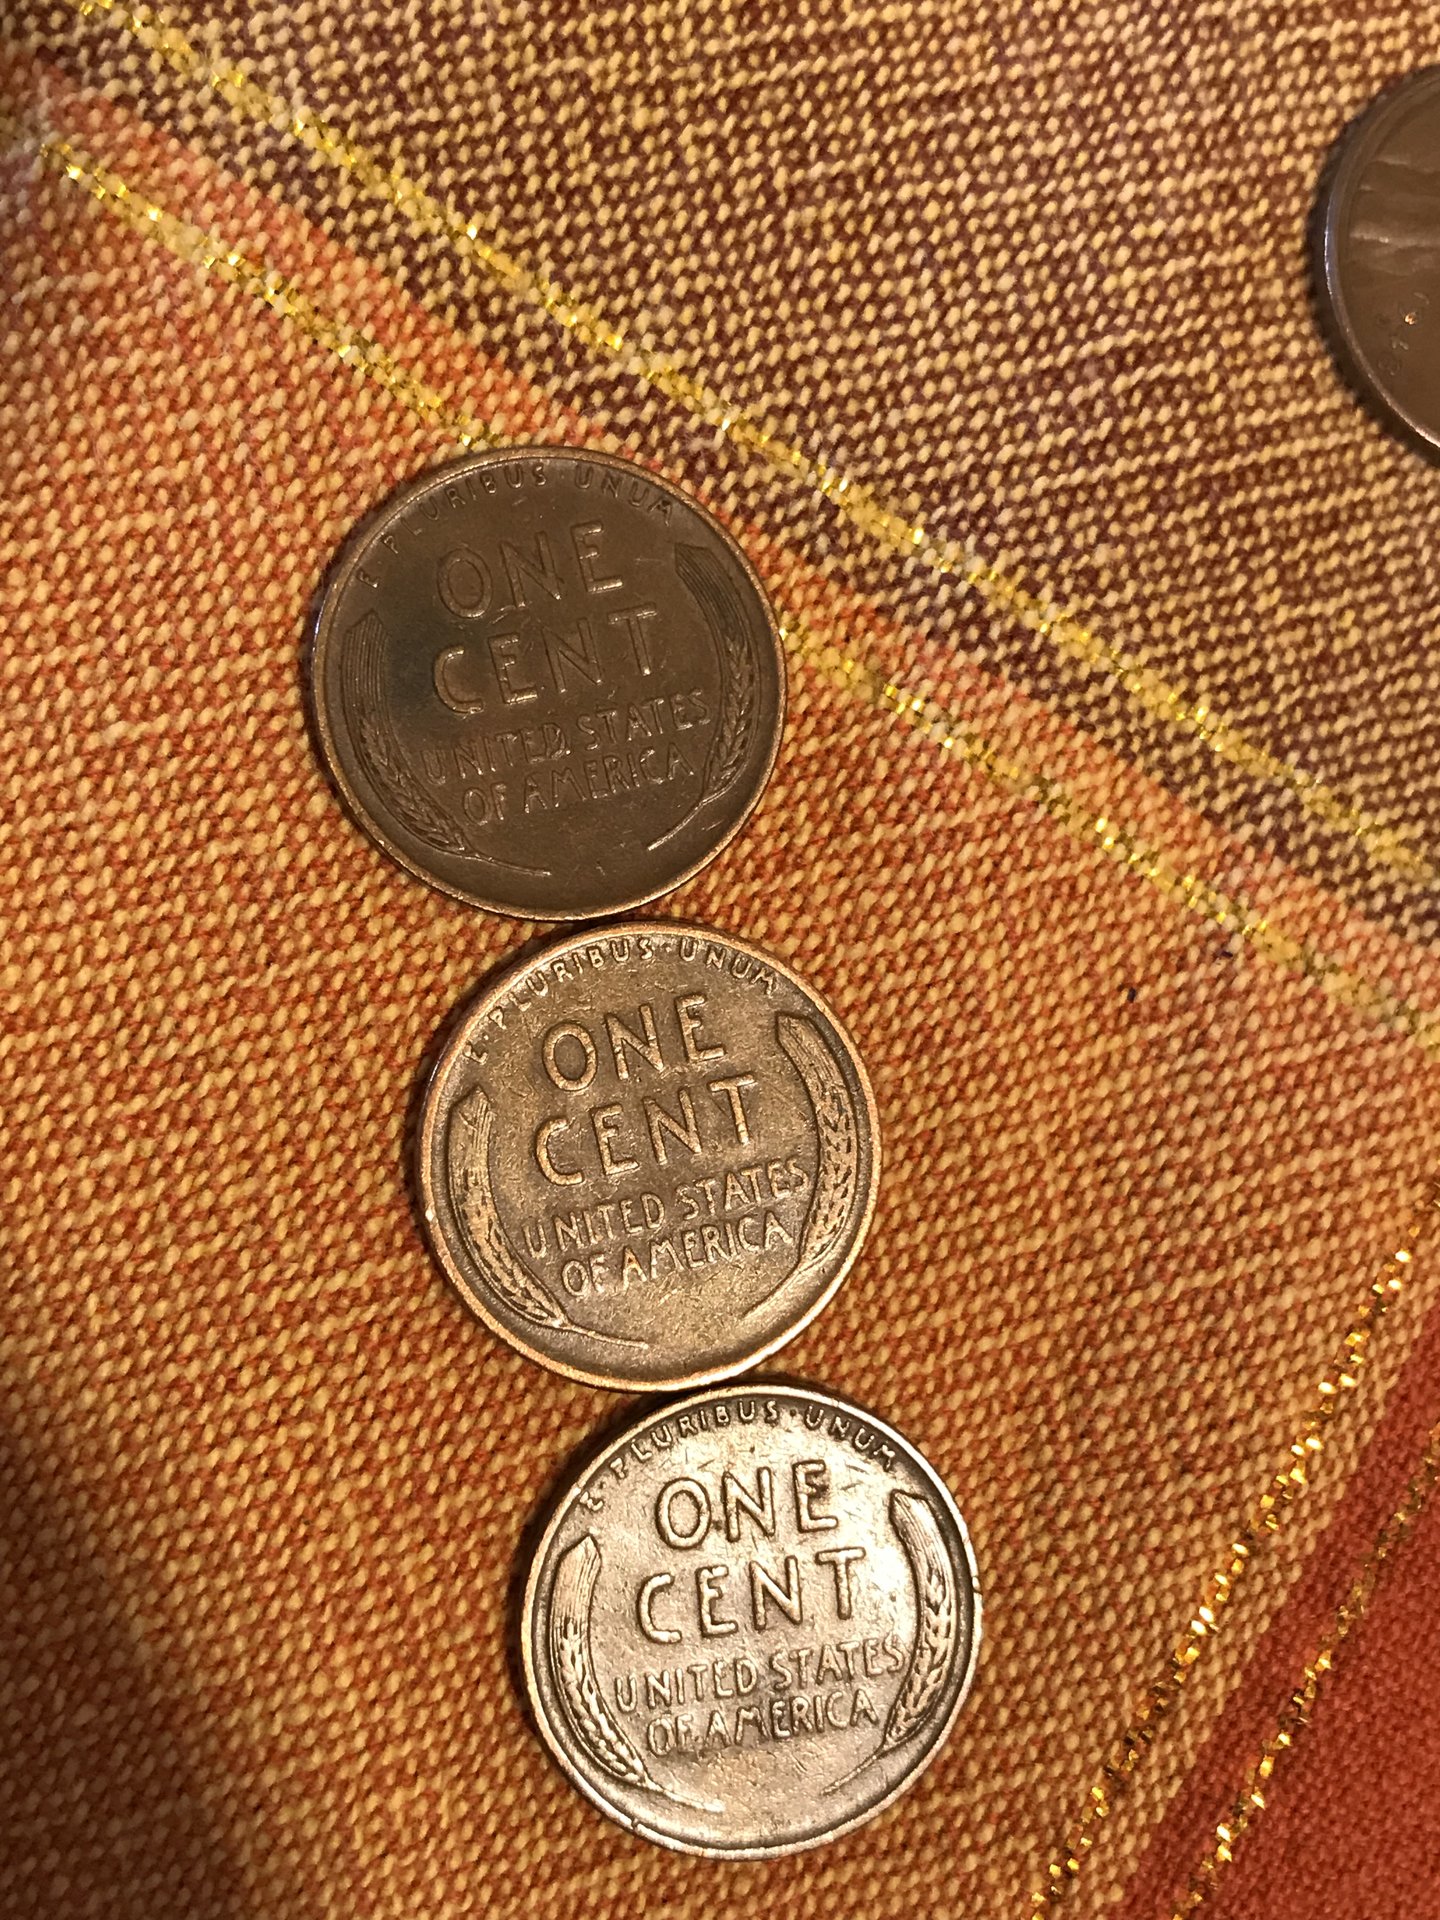 E·PLURIBUS·UNUM
ONE
CENT
UNITED STATES
OF AMERICA
E·PLURIBUS·UNUM
ONE
CENT
UNITED STATES
OF AMERICA
E·PLURIBUS·UNUM
ONE
CENT
UNITED STATES
OF AMERICA